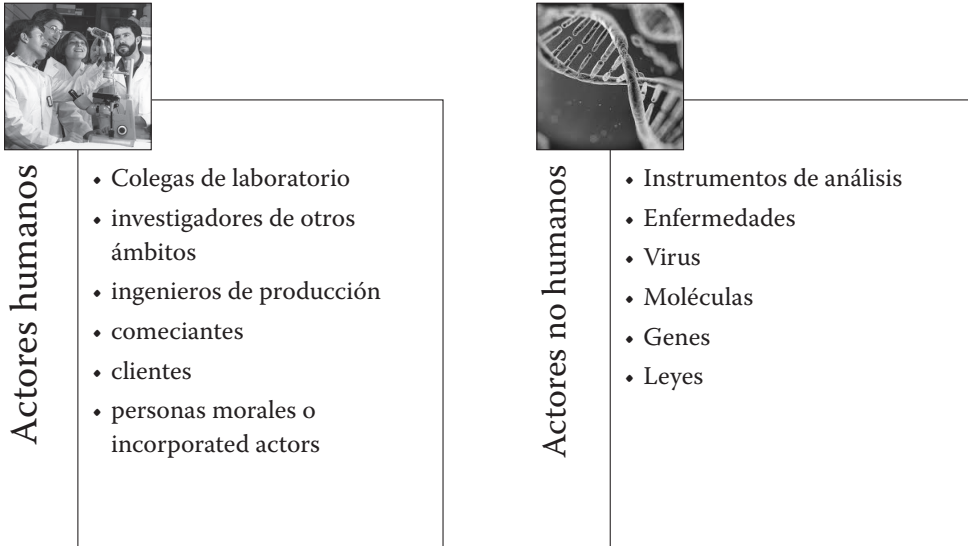 Actores humanos
• Colegas de laboratorio
• investigadores de otros
ámbitos
• ingenieros de producción
• comeciantes
• clientes
• personas morales o
incorporated actors
Actores no humanos
• Instrumentos de análisis
• Enfermedades
• Virus
• Moléculas
• Genes
• Leyes